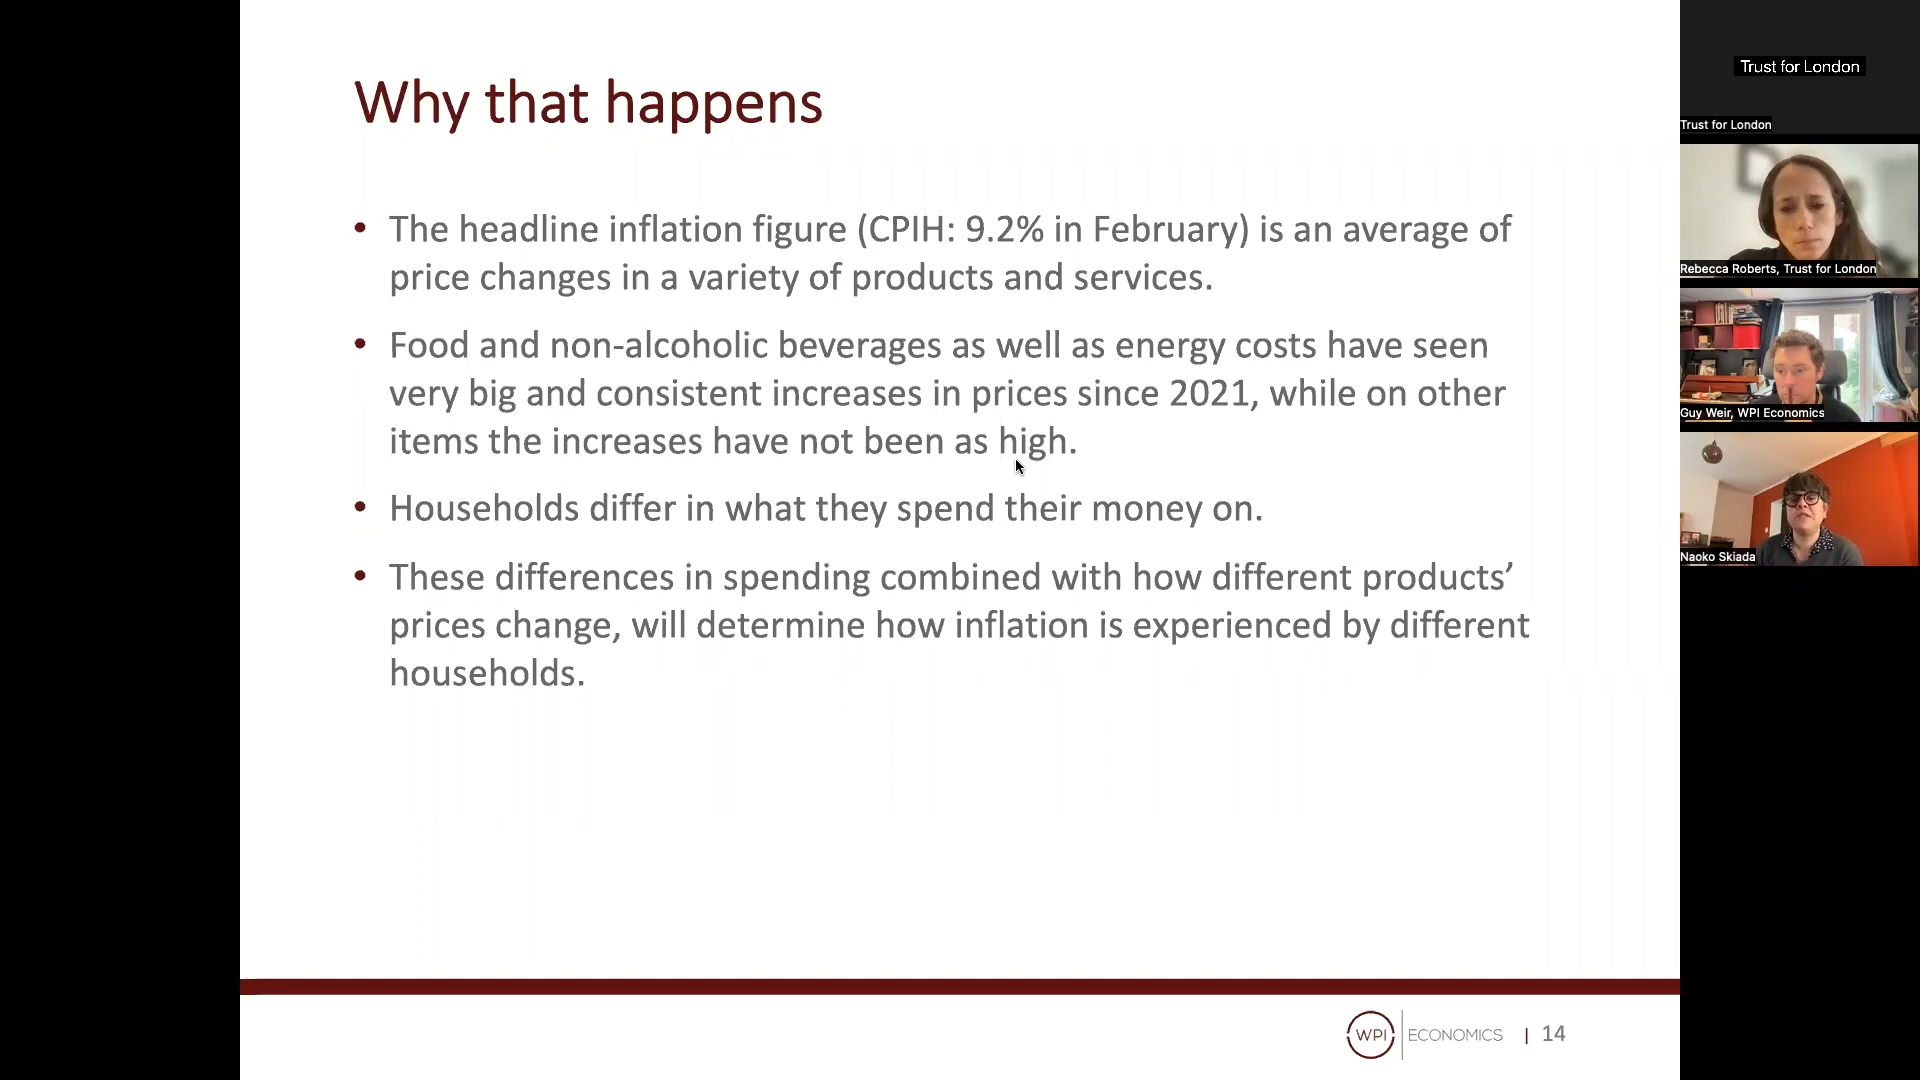 Why that happens
• The headline inflation figure (CPIH: 9.2% in February) is an average of
price changes in a variety of products and services.
• Food and non-alcoholic beverages as well as energy costs have seen
very big and consistent increases in prices since 2021, while on other
items the increases have not been as high.
• Households differ in what they spend their money on.
• These differences in spending combined with how different products’
prices change, will determine how inflation is experienced by different
households.
WPI ECONOMICS | 14
Trust for London
Trust for London
Rebecca Roberts, Trust for London
Guy Weir, WPI Economics
Naoko Skiada